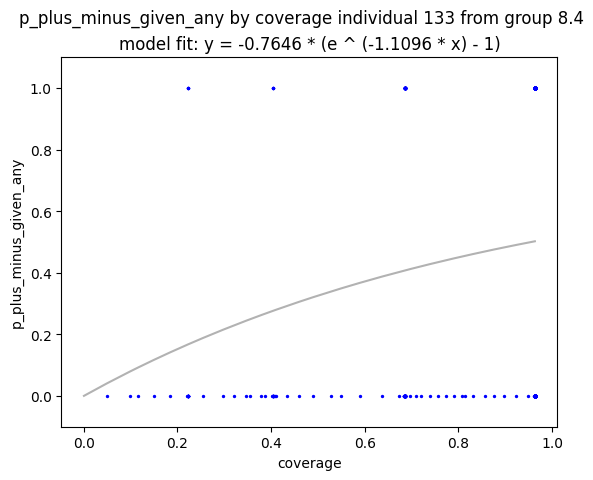 p_plus_minus_given_any by coverage individual 133 from group 8.4
model fit: y = -0.7646 * (e ^ (-1.1096 * x) - 1)
1.0
0.8
0.6
0.4
0.2
0.0
p_plus_minus_given_any
0.0 0.2 0.4 0.6 0.8 1.0
coverage